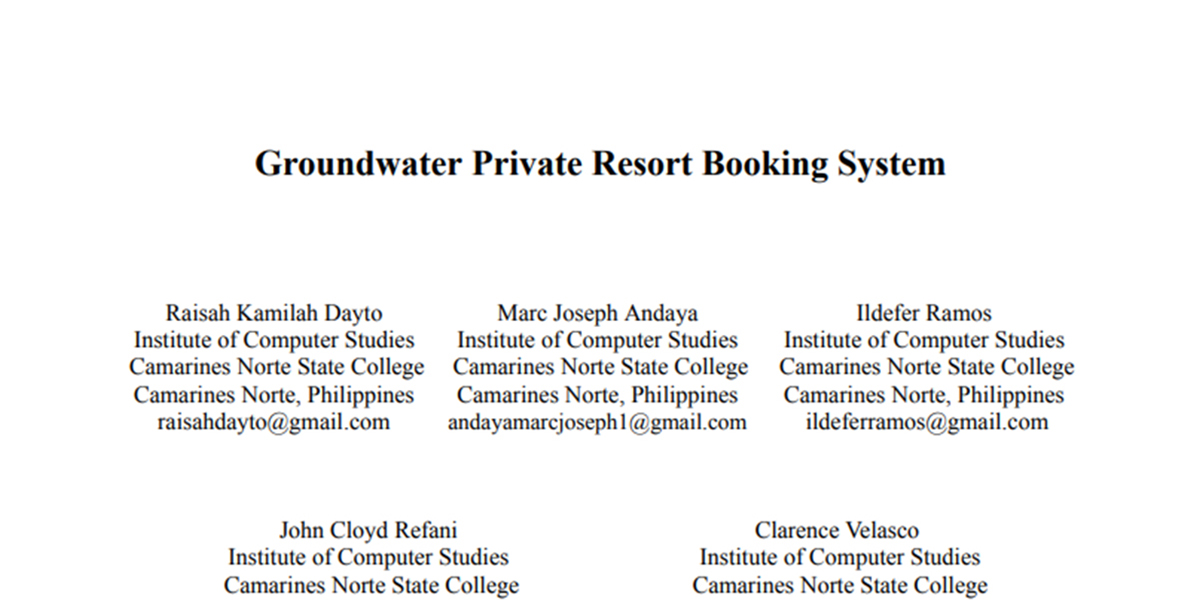 Groundwater Private Resort Booking System
Raisah Kamilah Dayto
Institute of Computer Studies
Camarines Norte State College
Camarines Norte, Philippines
raisahdayto@gmail.com
Marc Joseph Andaya
Institute of Computer Studies
Camarines Norte State College
Camarines Norte, Philippines
andayamarcjoseph1@gmail.com
Ildefer Ramos
Institute of Computer Studies
Camarines Norte State College
Camarines Norte, Philippines
ildeferramos@gmail.com
John Cloyd Refani
Institute of Computer Studies
Camarines Norte State College
Clarence Velasco
Institute of Computer Studies
Camarines Norte State College